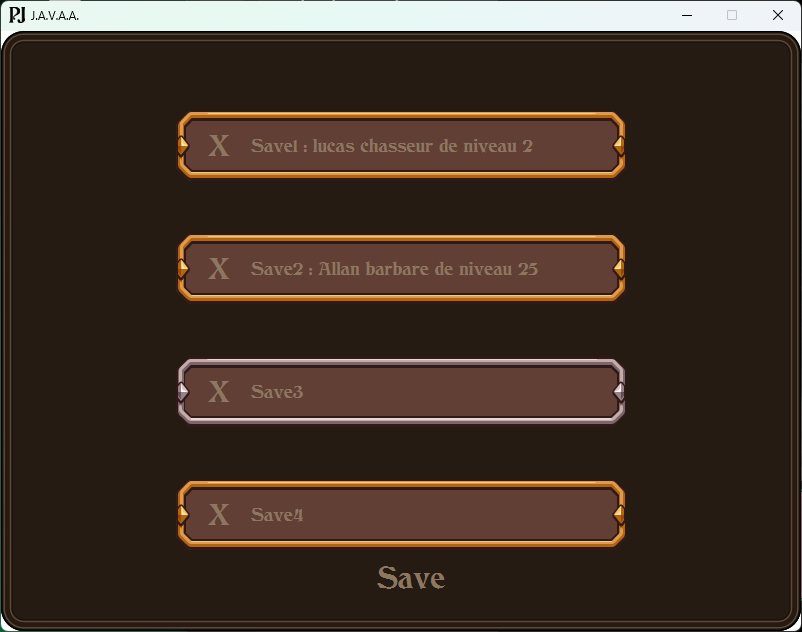 PJ J.A.V.A.A.
X Save1 : lucas chasseur de niveau 2
X Save2 : Allan barbare de niveau 25
X Save3
X Save4
Save